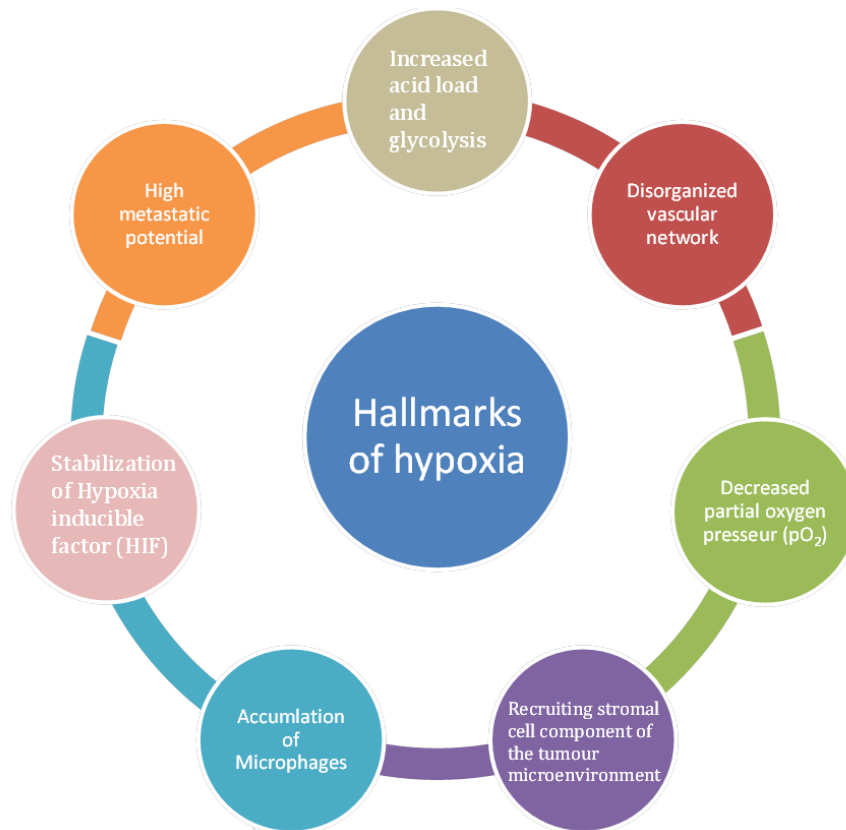 Increased
acid load
and
glycolysis
Disorganized
vascular
network
Decreased
partial oxygen
presseur (pO₂)
Recruiting stromal
cell component of
the tumour
microenvironment
Accumlation
of
Microphages
Stabilization
of Hypoxia
inducible
factor (HIF)
High
metastatic
potential
Hallmarks
of hypoxia